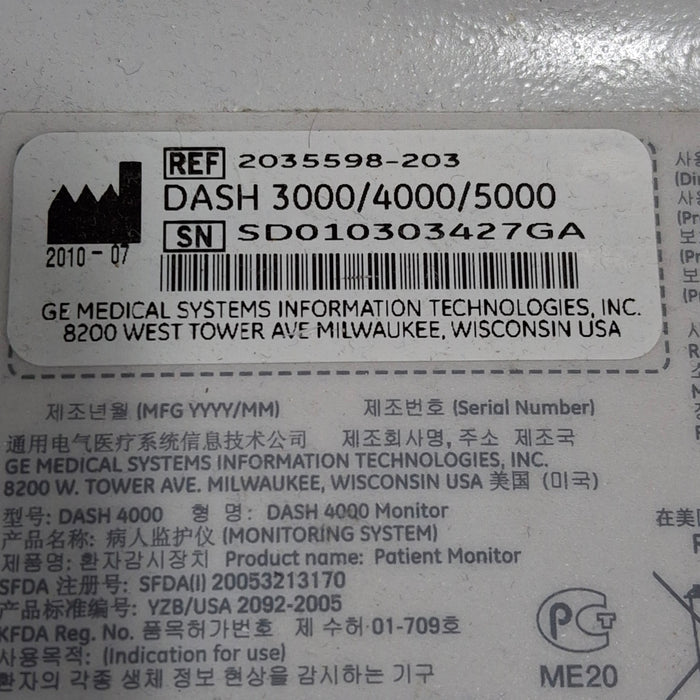 REF 2035598-203
DASH 3000/4000/5000
SN SD010303427GA
2010-07
GE MEDICAL SYSTEMS INFORMATION TECHNOLOGIES, INC.
8200 WEST TOWER AVE MILWAUKEE, WISCONSIN USA
제조년월 (MFG YYYY/MM) 제조번호 (Serial Number)
通用电气医疗系统信息技术公司 제조회사명, 주소 제조국
GE MEDICAL SYSTEMS INFORMATION TECHNOLOGIES, INC.
8200 W. TOWER AVE. MILWAUKEE, WISCONSIN USA 美国 (미국)
型号: DASH 4000 형 명: DASH 4000 Monitor
产品名称: 病人监护仪 (MONITORING SYSTEM)
제품명: 환자감시장치 Product name: Patient Monitor
SFDA 注册号: SFDA(I) 20053213170
产品标准编号: YZB/USA 2092-2005
KFDA Reg. No. 품목허가번호 제 수허 01-709호
사용목적: (Indication for use)
환자의 각종 생체 정보 현상을 감시하는 기구
PCT
ME20
(Di
(Pr
보
(Pr
보
(P
在美